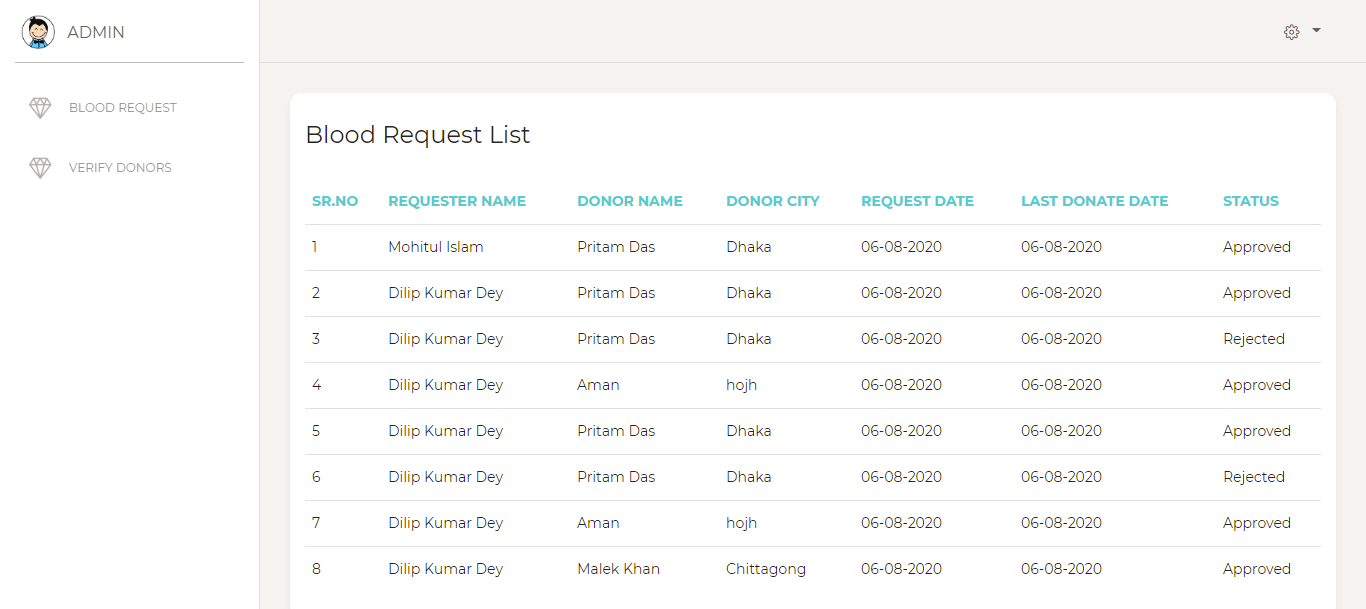 ADMIN
BLOOD REQUEST
VERIFY DONORS
Blood Request List
SR.NO REQUESTER NAME DONOR NAME DONOR CITY REQUEST DATE LAST DONATE DATE STATUS
1 Mohitul Islam Pritam Das Dhaka 06-08-2020 06-08-2020 Approved
2 Dilip Kumar Dey Pritam Das Dhaka 06-08-2020 06-08-2020 Approved
3 Dilip Kumar Dey Pritam Das Dhaka 06-08-2020 06-08-2020 Rejected
4 Dilip Kumar Dey Aman hojh 06-08-2020 06-08-2020 Approved
5 Dilip Kumar Dey Pritam Das Dhaka 06-08-2020 06-08-2020 Approved
6 Dilip Kumar Dey Pritam Das Dhaka 06-08-2020 06-08-2020 Rejected
7 Dilip Kumar Dey Aman hojh 06-08-2020 06-08-2020 Approved
8 Dilip Kumar Dey Malek Khan Chittagong 06-08-2020 06-08-2020 Approved